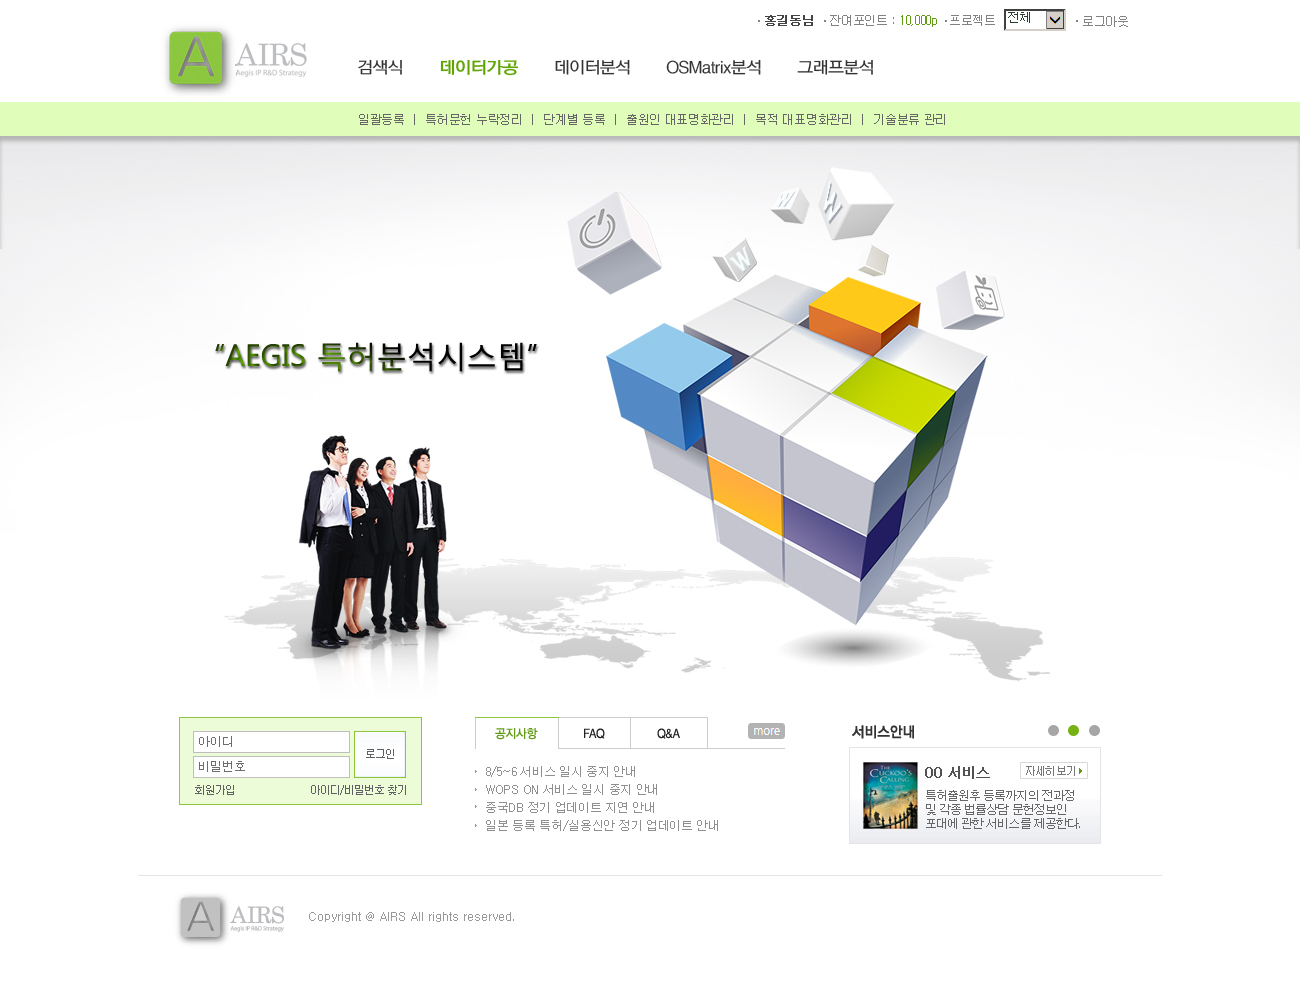 · 홍길동님 · 잔여포인트 : 10,000p · 프로젝트 전체 · 로그아웃
A AIRS
Aegis IP R&D Strategy
검색식 데이터가공 데이터분석 OSMatrix분석 그래프분석
일괄등록 | 특허문헌 누락정리 | 단계별 등록 | 출원인 대표명화관리 | 목적 대표명화관리 | 기술분류 관리
W W
W
“AEGIS 특허분석시스템”
아이디
비밀번호
로그인
회원가입 아이디/비밀번호 찾기
공지사항 FAQ Q&A more
8/5~6 서비스 일시 중지 안내
WOPS ON 서비스 일시 중지 안내
중국DB 정기 업데이트 지연 안내
일본 등록 특허/실용신안 정기 업데이트 안내
서비스안내
THE CUCKOO'S CALLING
00 서비스 자세히보기
특허출원후 등록까지의 전과정
및 각종 법률상담 문헌정보인
포대에 관한 서비스를 제공한다.
A AIRS
Aegis IP R&D Strategy
Copyright @ AIRS All rights reserved.